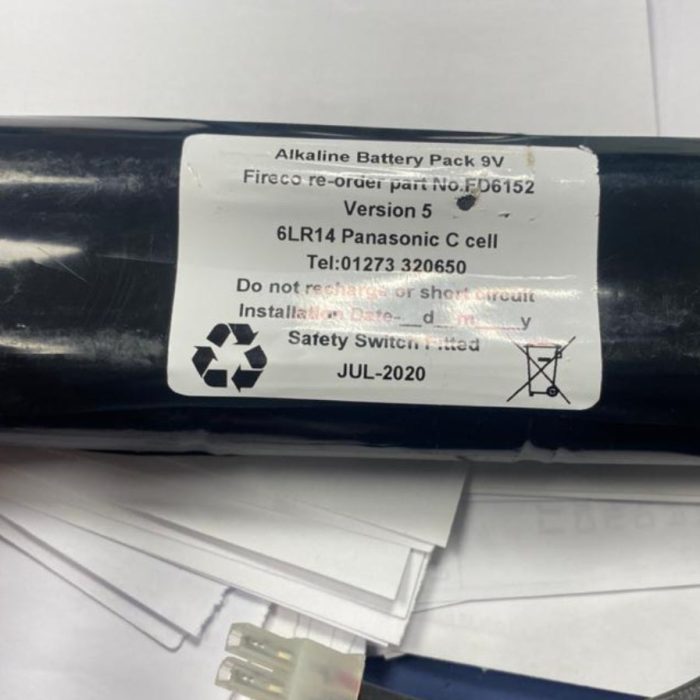 Alkaline Battery Pack 9V
Fireco re-order part No.FD6152
Version 5
6LR14 Panasonic C cell
Tel:01273 320650
Do not recharge or short circuit
Installation Date-__d__m____y
Safety Switch Fitted
JUL-2020